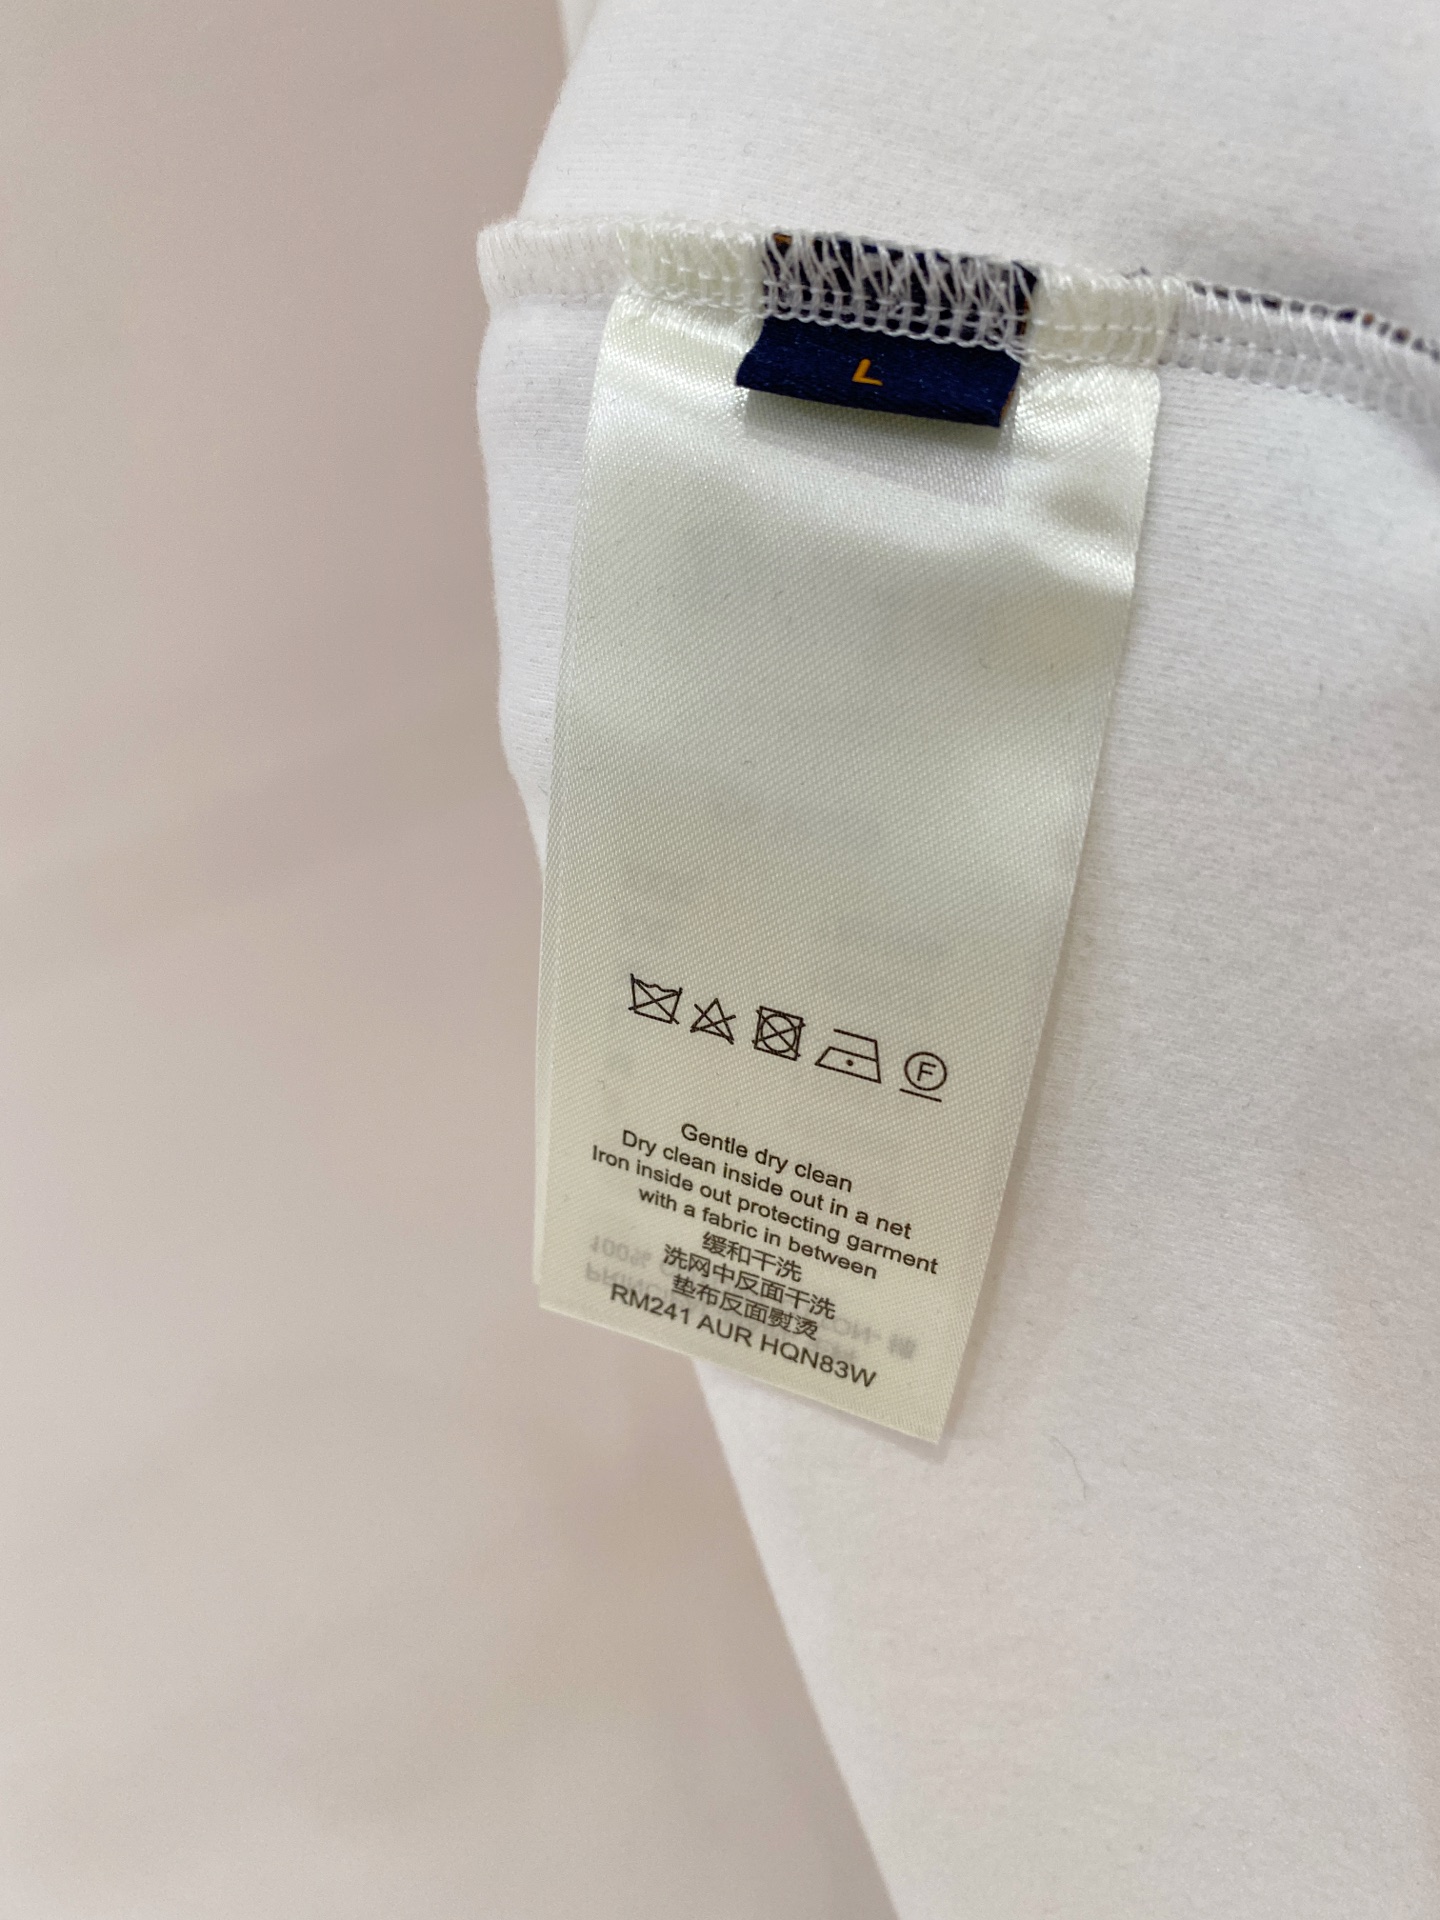 L
F
Gentle dry clean
Dry clean inside out in a net
Iron inside out protecting garment
with a fabric in between
缓和干洗
洗网中反面干洗
垫布反面熨烫
RM241 AUR HQN83W
100%